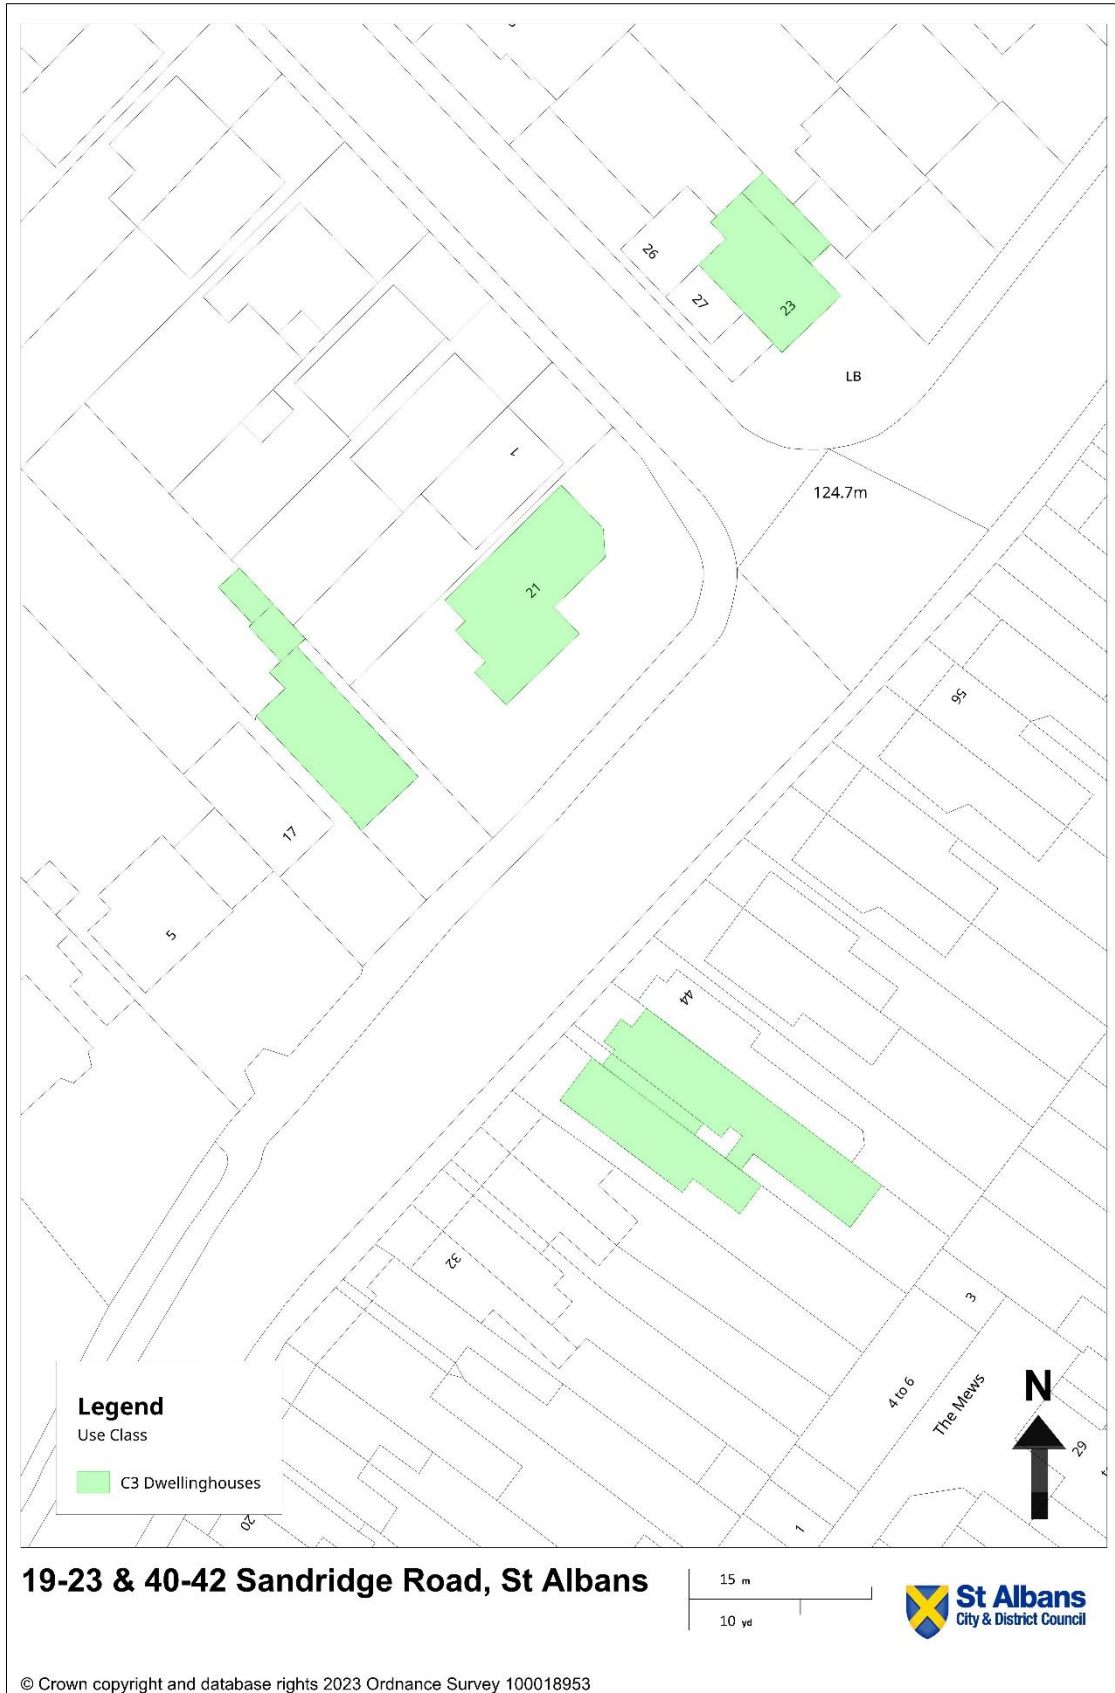 26
27
23
LB
1
124.7m
21
56
17
5
44
32
3
4 to 6
The Mews
N
29
Legend
Use Class
C3 Dwellinghouses
20
1
19-23 & 40-42 Sandridge Road, St Albans
15 m
10 yd
St Albans
City & District Council
© Crown copyright and database rights 2023 Ordnance Survey 100018953